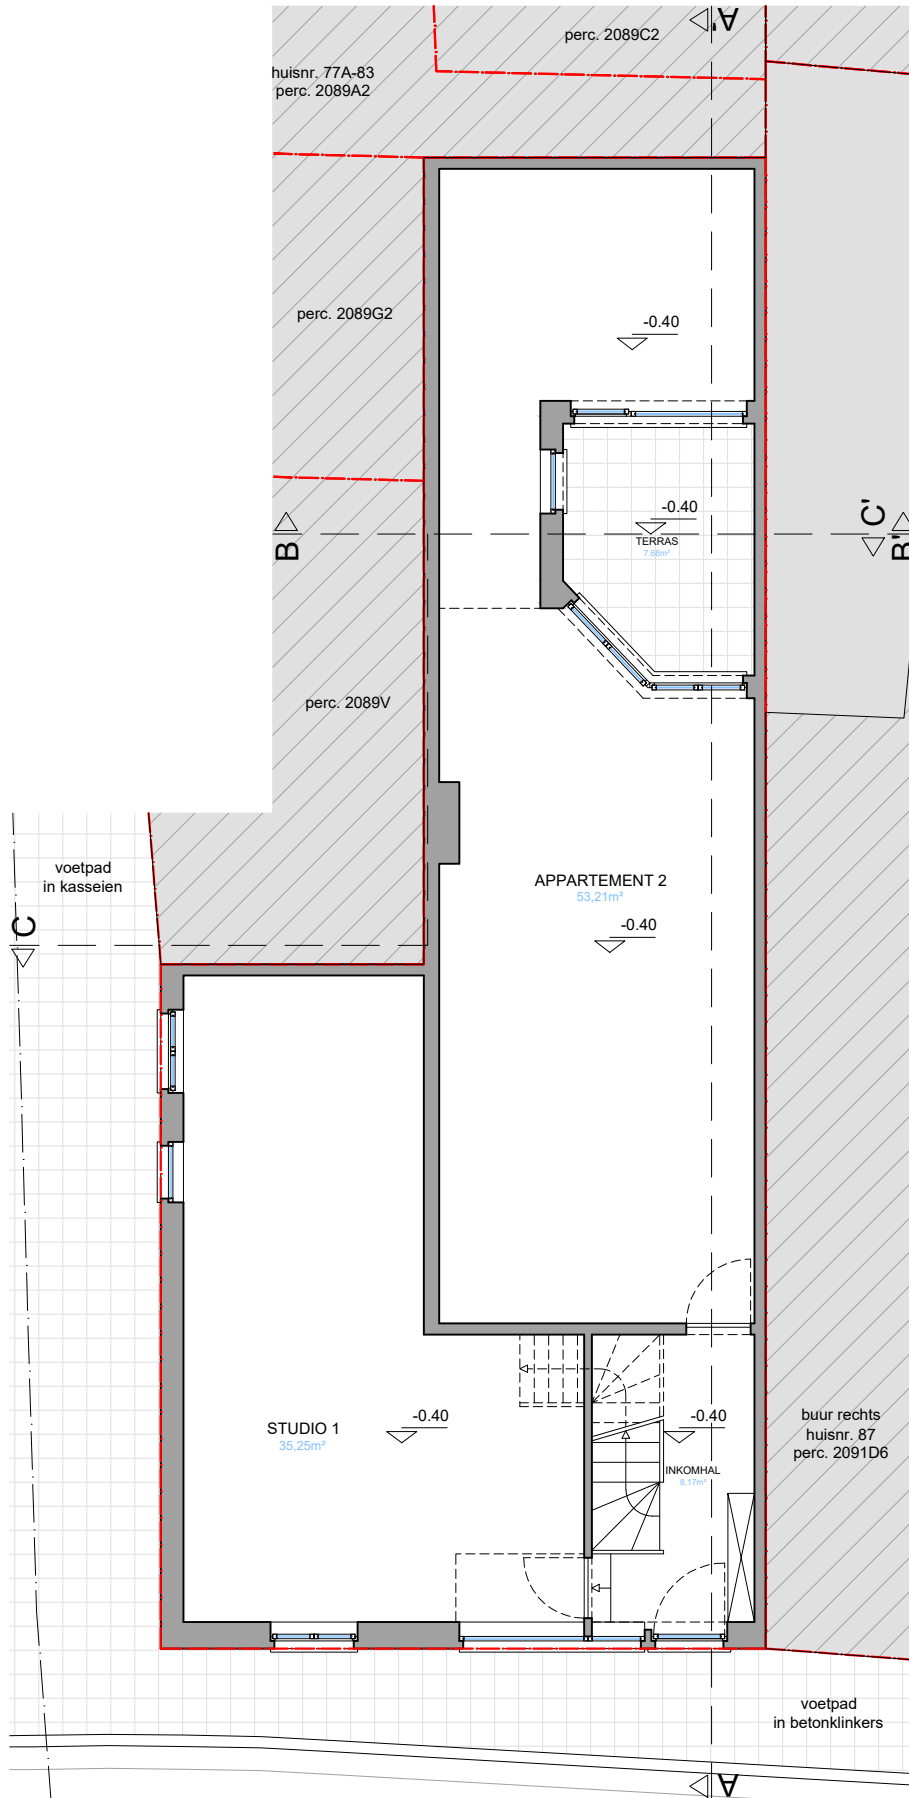 A'
perc. 2089C2
huisnr. 77A-83
perc. 2089A2
perc. 2089G2
-0.40
-0.40
TERRAS
7,68m²
B
C'
B'
perc. 2089V
voetpad
in kasseien
APPARTEMENT 2
53,21m²
-0.40
C
STUDIO 1
35,25m²
-0.40
-0.40
INKOMHAL
8,17m²
buur rechts
huisnr. 87
perc. 2091D6
voetpad
in betonklinkers
A